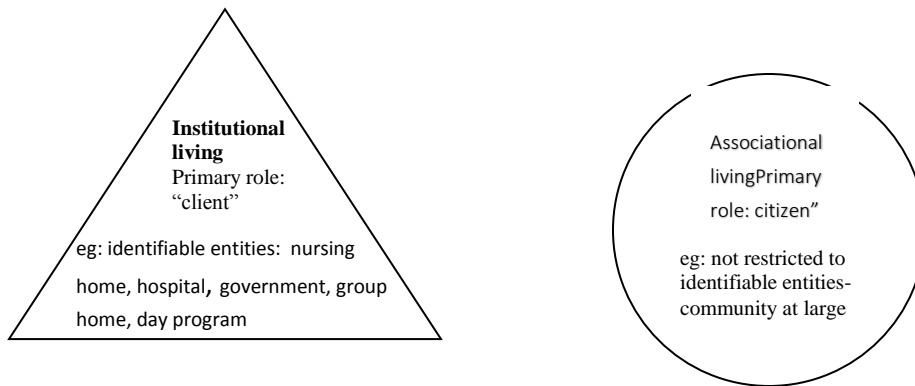 Institutional
living
Primary role:
“client”
eg: identifiable entities:  nursing
home, hospital, government, group
home, day program
Associational
livingPrimary
role: citizen”
eg: not restricted to
identifiable entities-
community at large